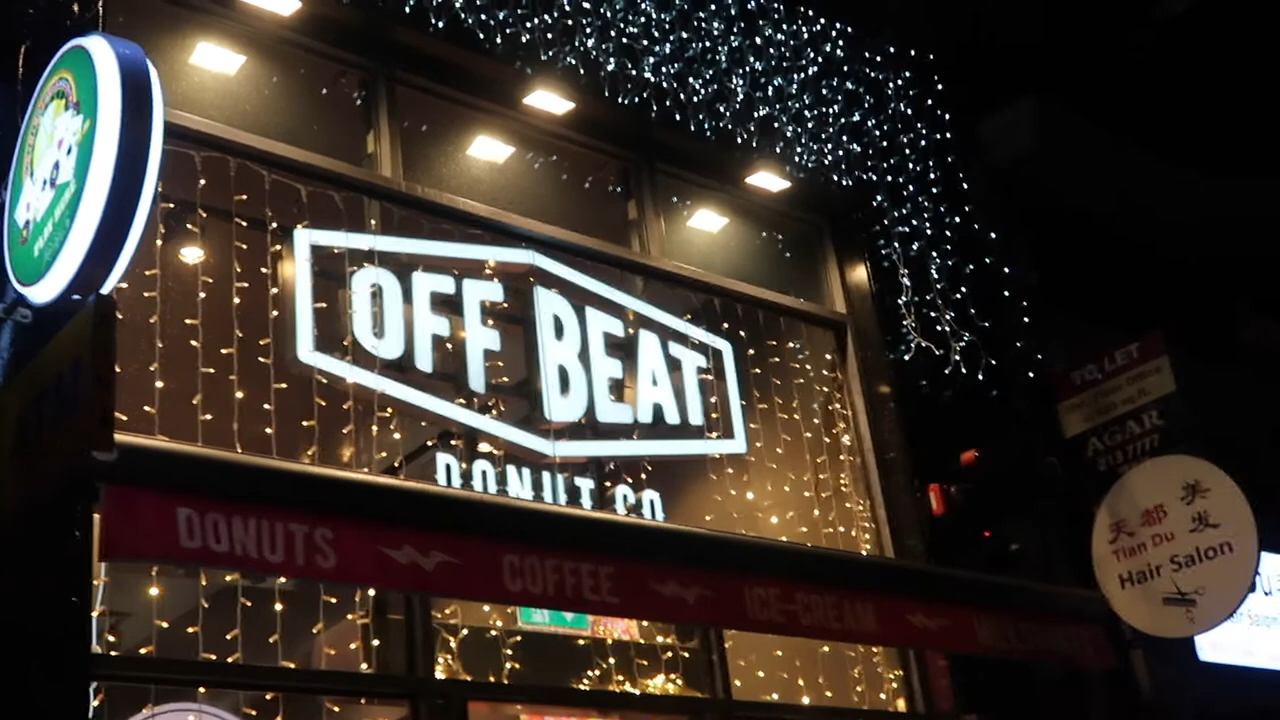 OFF BEAT
DONUT CO
DONUTS
COFFEE
ICE-CREAM
TO LET
AGAR
天都
美发
Tian Du
Hair Salon